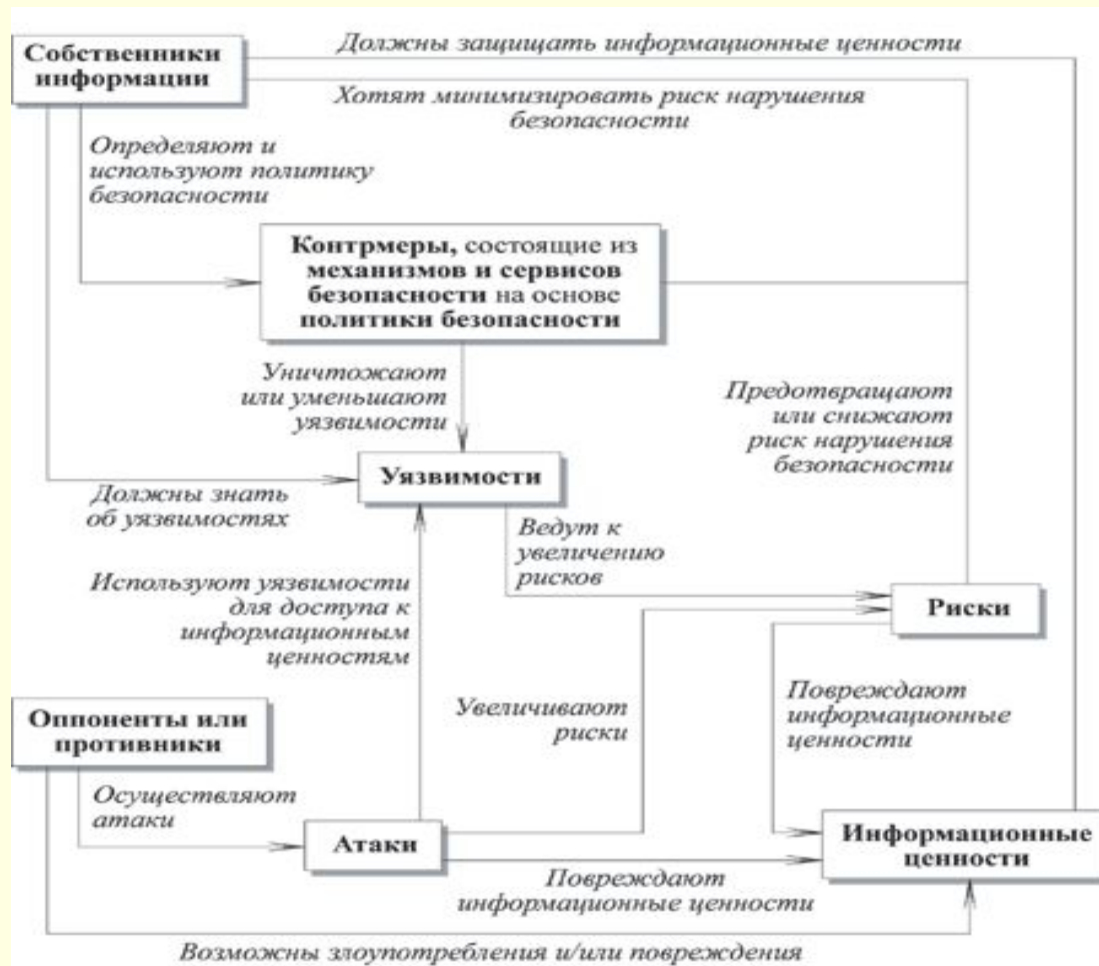 Собственники
информации
Должны защищать информационные ценности
Хотят минимизировать риск нарушения
безопасности
Определяют и
используют политику
безопасности
Контрмеры, состоящие из
механизмов и сервисов
безопасности на основе
политики безопасности
Уничтожают
или уменьшают
уязвимости
Предотвращают
или снижают
риск нарушения
безопасности
Уязвимости
Должны знать
об уязвимостях
Ведут к
увеличению
рисков
Используют уязвимости
для доступа к
информационным
ценностям
Риски
Оппоненты или
противники
Увеличивают
риски
Повреждают
информационные
ценности
Осуществляют
атаки
Атаки
Информационные
ценности
Повреждают
информационные ценности
Возможны злоупотребления и/или повреждения